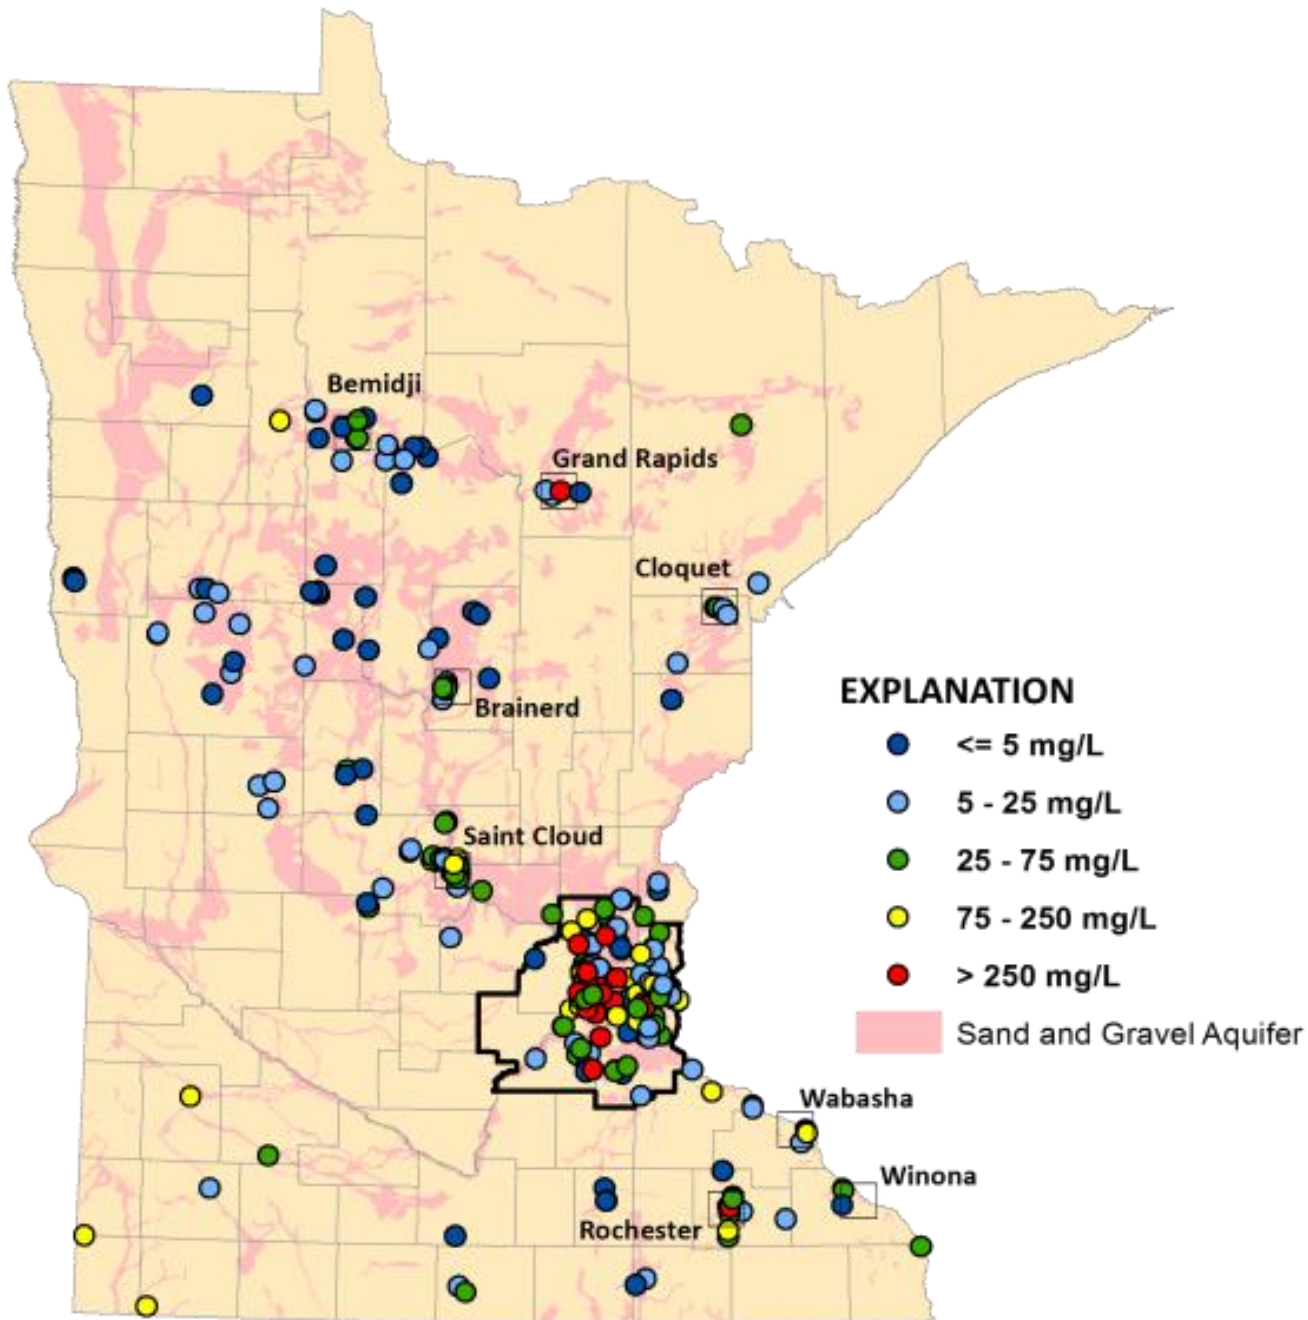 Bemidji
Grand Rapids
Cloquet
Brainerd
EXPLANATION
<= 5 mg/L
5 - 25 mg/L
25 - 75 mg/L
75 - 250 mg/L
> 250 mg/L
Sand and Gravel Aquifer
Saint Cloud
Wabasha
Winona
Rochester